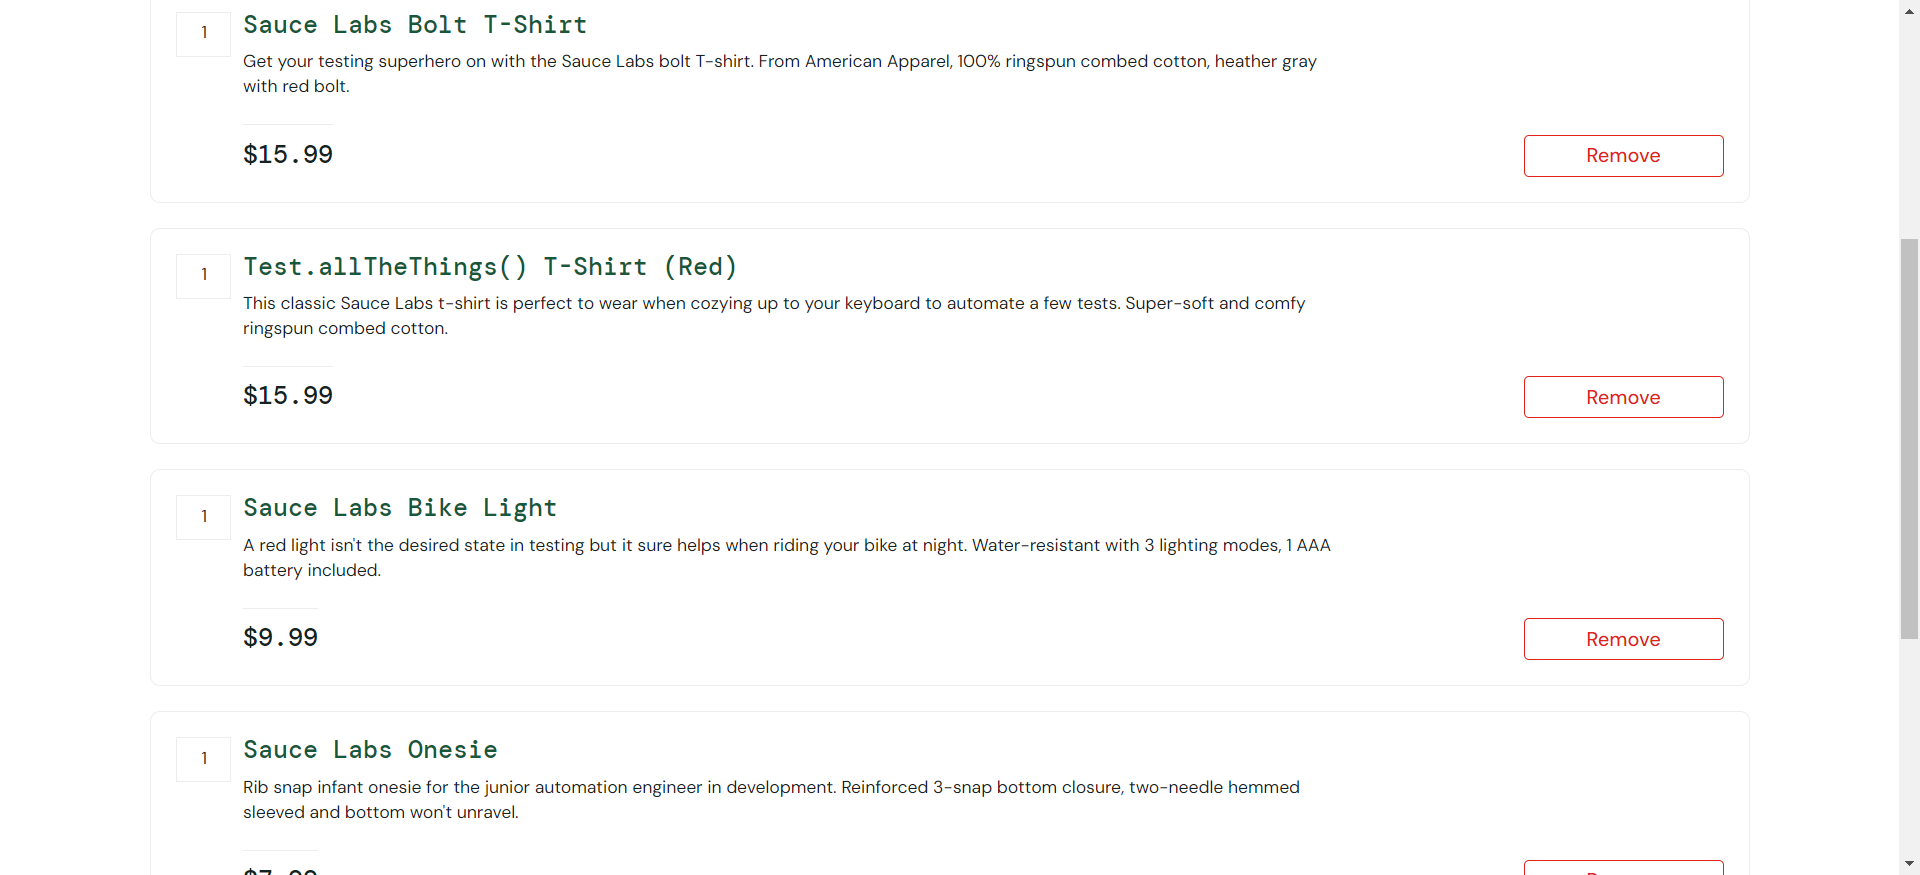 1
Sauce Labs Bolt T-Shirt
Get your testing superhero on with the Sauce Labs bolt T-shirt. From American Apparel, 100% ringspun combed cotton, heather gray
with red bolt.
$15.99
Remove
1
Test.allTheThings() T-Shirt (Red)
This classic Sauce Labs t-shirt is perfect to wear when cozying up to your keyboard to automate a few tests. Super-soft and comfy
ringspun combed cotton.
$15.99
Remove
1
Sauce Labs Bike Light
A red light isn't the desired state in testing but it sure helps when riding your bike at night. Water-resistant with 3 lighting modes, 1 AAA
battery included.
$9.99
Remove
1
Sauce Labs Onesie
Rib snap infant onesie for the junior automation engineer in development. Reinforced 3-snap bottom closure, two-needle hemmed
sleeved and bottom won't unravel.